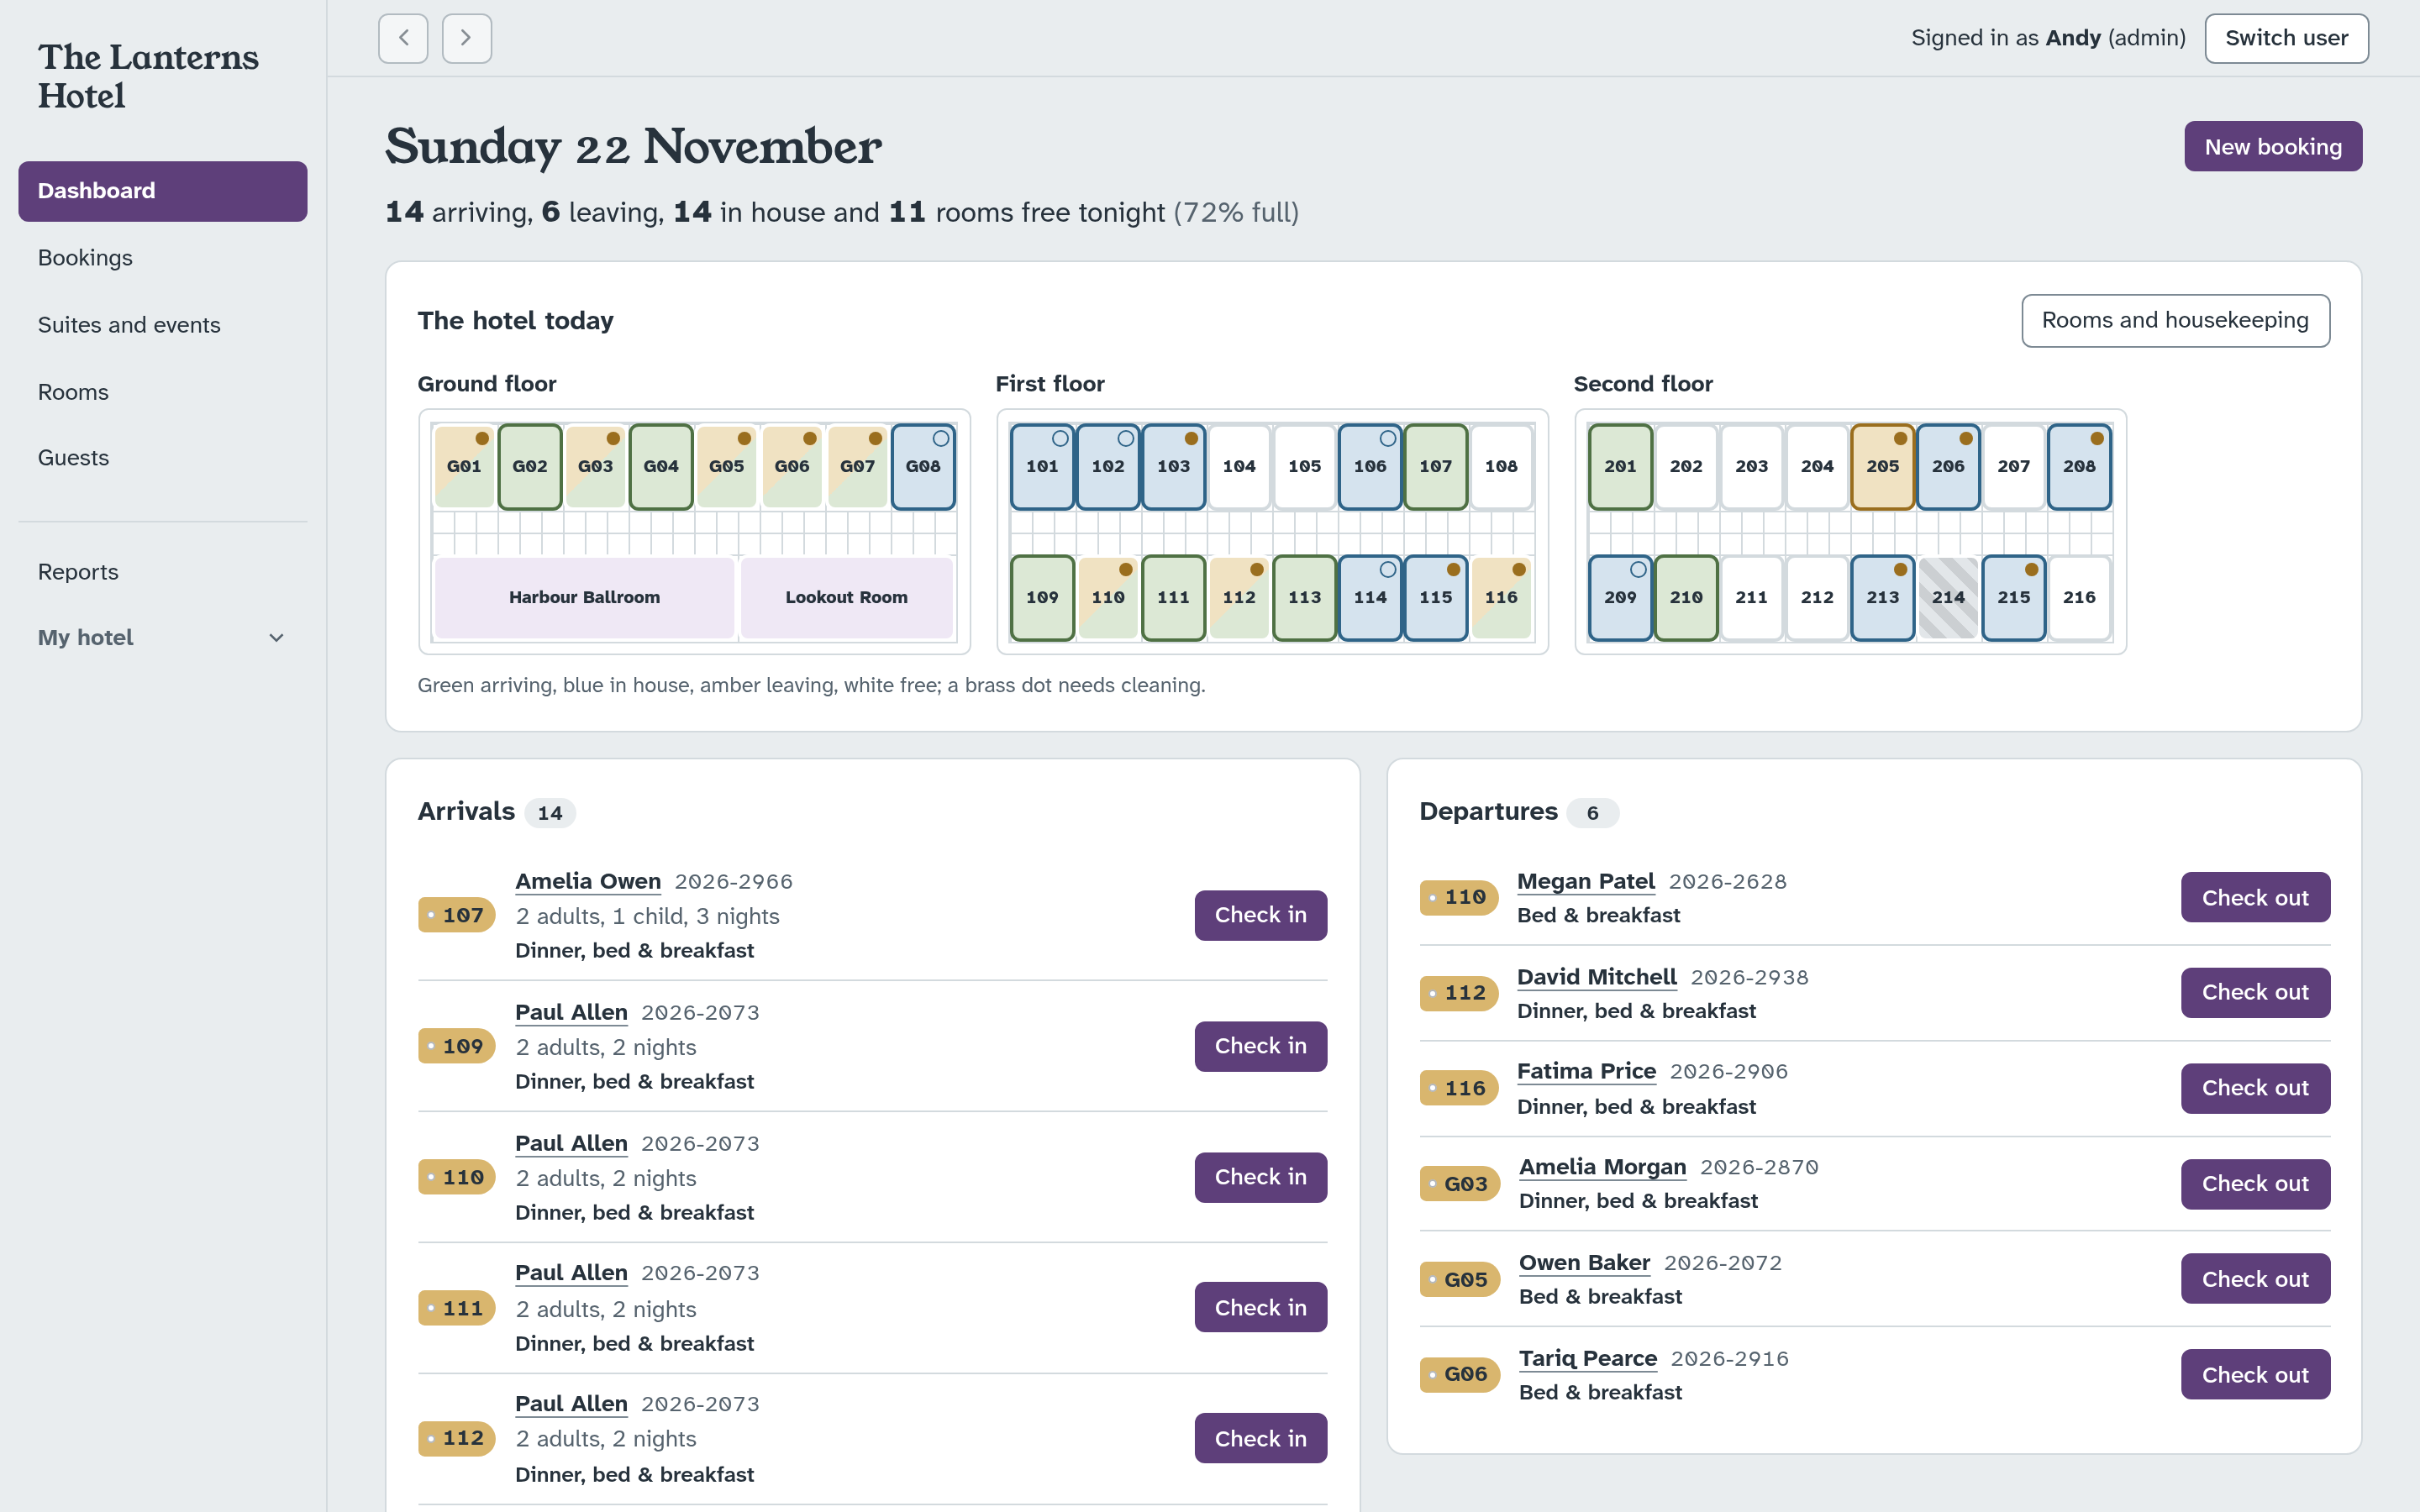 The Lanterns
Hotel
Dashboard
Bookings
Suites and events
Rooms
Guests
Reports
My hotel
Signed in as Andy (admin)
Switch user
Sunday 22 November
New booking
14 arriving, 6 leaving, 14 in house and 11 rooms free tonight (72% full)
The hotel today
Rooms and housekeeping
Ground floor
G01 G02 G03 G04 G05 G06 G07 G08
Harbour Ballroom Lookout Room
First floor
101 102 103 104 105 106 107 108
109 110 111 112 113 114 115 116
Second floor
201 202 203 204 205 206 207 208
209 210 211 212 213 214 215 216
Green arriving, blue in house, amber leaving, white free; a brass dot needs cleaning.
Arrivals 14
107
Amelia Owen 2026-2966
2 adults, 1 child, 3 nights
Dinner, bed & breakfast
Check in
109
Paul Allen 2026-2073
2 adults, 2 nights
Dinner, bed & breakfast
Check in
110
Paul Allen 2026-2073
2 adults, 2 nights
Dinner, bed & breakfast
Check in
111
Paul Allen 2026-2073
2 adults, 2 nights
Dinner, bed & breakfast
Check in
112
Paul Allen 2026-2073
2 adults, 2 nights
Dinner, bed & breakfast
Check in
Departures 6
110
Megan Patel 2026-2628
Bed & breakfast
Check out
112
David Mitchell 2026-2938
Dinner, bed & breakfast
Check out
116
Fatima Price 2026-2906
Dinner, bed & breakfast
Check out
G03
Amelia Morgan 2026-2870
Dinner, bed & breakfast
Check out
G05
Owen Baker 2026-2072
Bed & breakfast
Check out
G06
Tariq Pearce 2026-2916
Bed & breakfast
Check out